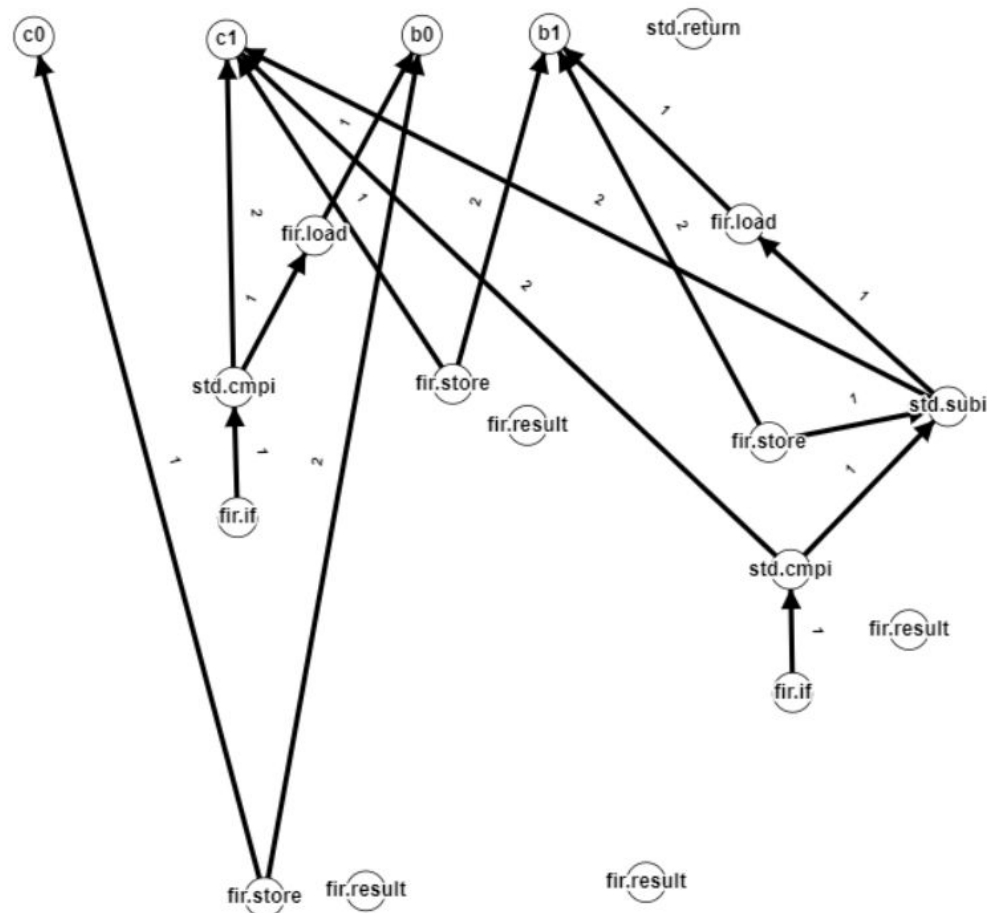 c0
c1
b0
b1
std.return
1
1
fir.load
2
1
2
2
2
fir.load
2
1
1
std.cmpi
fir.store
1
std.subi
fir.result
fir.store
1
1
2
1
fir.if
std.cmpi
1
fir.result
fir.if
fir.store
fir.result
fir.result